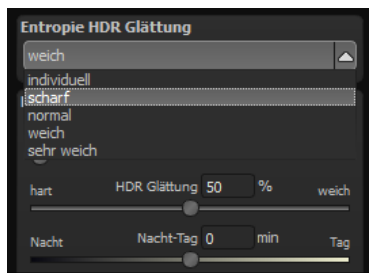 Entropie HDR Glättung
weich
individuell
scharf
normal
weich
sehr weich
hart HDR Glättung 50 % weich
Nacht Nacht-Tag 0 min Tag